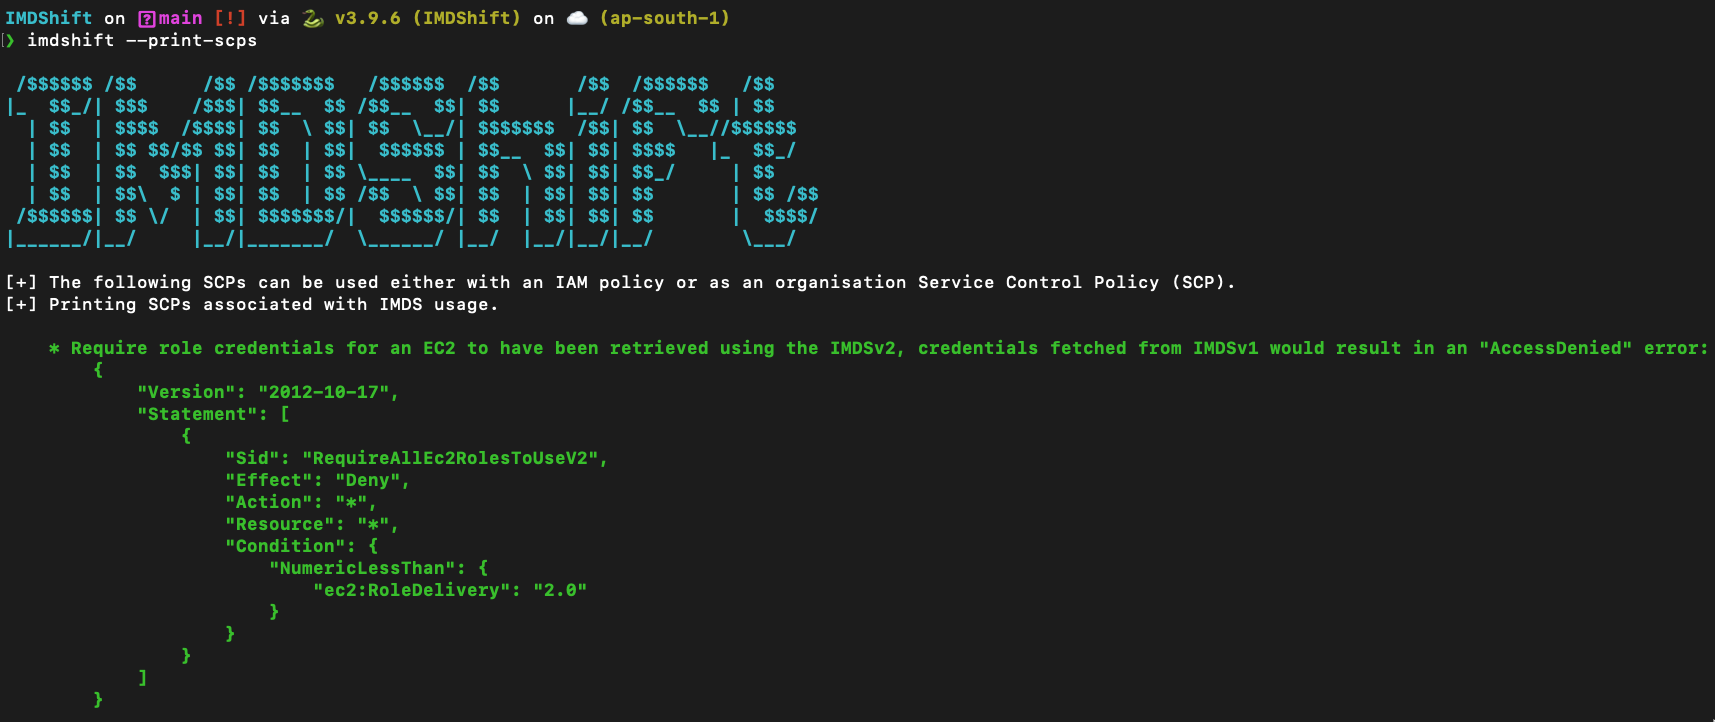 IMDShift on main [!] via 🐍 v3.9.6 (IMDShift) on ☁️ (ap-south-1)
❯ imdshift --print-scps
 /$$$$$$ /$$      /$$ /$$$$$$$   /$$$$$$  /$$       /$$  /$$$$$$   /$$
|_  $$_/| $$$    /$$$| $$__  $$ /$$__  $$| $$      |__/ /$$__  $$ | $$
  | $$  | $$$$  /$$$$| $$  \ $$| $$  \__/| $$$$$$$  /$$| $$  \__//$$$$$$
  | $$  | $$ $$/$$ $$| $$  | $$|  $$$$$$ | $$__  $$| $$| $$$$   |_  $$_/
  | $$  | $$  $$$| $$| $$  | $$ \____  $$| $$  \ $$| $$| $$_/     | $$
  | $$  | $$\  $ | $$| $$  | $$ /$$  \ $$| $$  | $$| $$| $$       | $$ /$$
 /$$$$$$| $$ \/  | $$| $$$$$$$/|  $$$$$$/| $$  | $$| $$| $$       |  $$$$/
|______/|__/     |__/|_______/  \______/ |__/  |__/|__/|__/        \___/
[+] The following SCPs can be used either with an IAM policy or as an organisation Service Control Policy (SCP).
[+] Printing SCPs associated with IMDS usage.
    * Require role credentials for an EC2 to have been retrieved using the IMDSv2, credentials fetched from IMDSv1 would result in an "AccessDenied" error:
        {
            "Version": "2012-10-17",
            "Statement": [
                {
                    "Sid": "RequireAllEc2RolesToUseV2",
                    "Effect": "Deny",
                    "Action": "*",
                    "Resource": "*",
                    "Condition": {
                        "NumericLessThan": {
                            "ec2:RoleDelivery": "2.0"
                        }
                    }
                }
            ]
        }